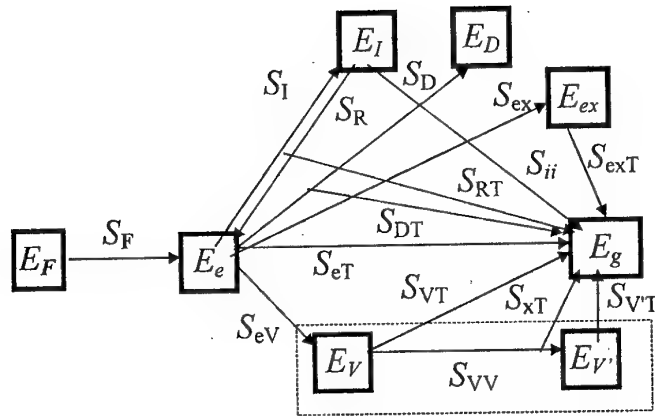 E_I
E_D
S_I
S_R
S_D
S_ex
E_ex
S_RT
S_ii
S_exT
E_F
S_F
E_e
S_DT
S_eT
E_g
S_VT
S_xT
S_V'T
S_eV
E_V
S_VV
E_V'